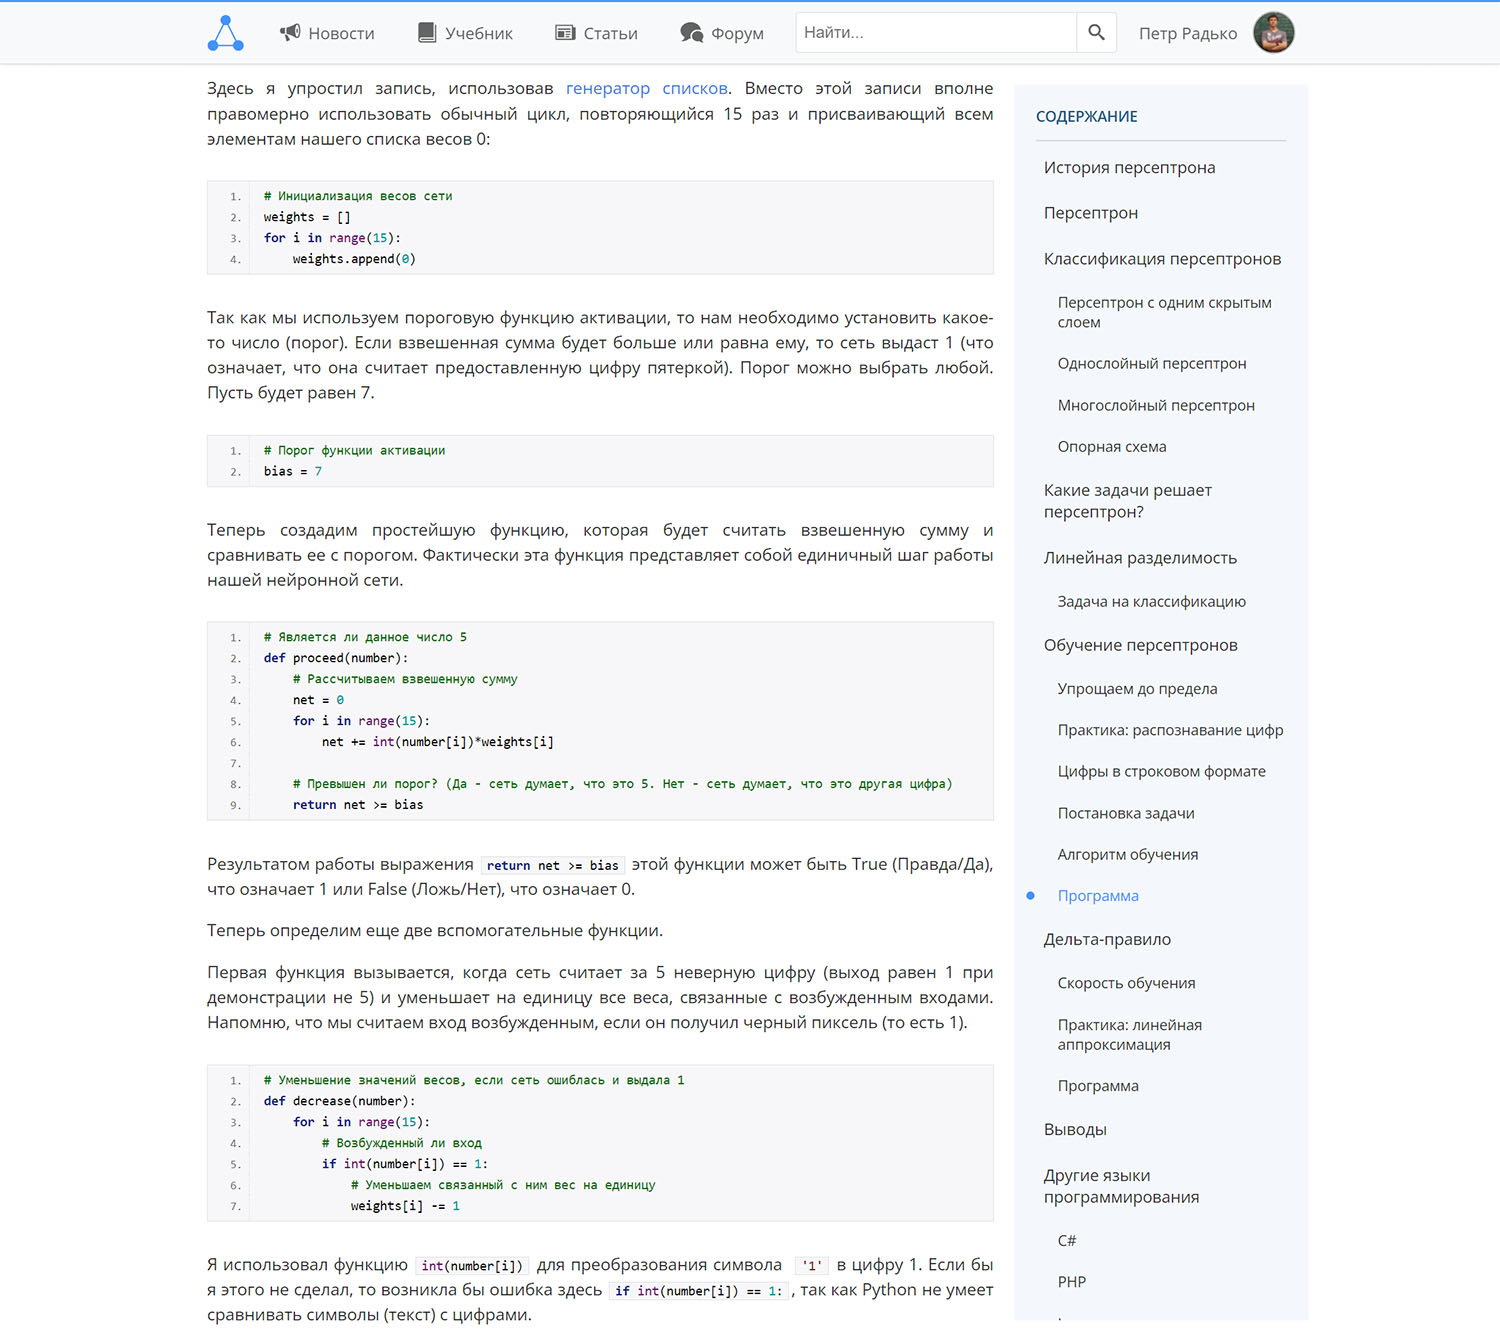 Новости
Учебник
Статьи
Форум
Найти...
Петр Радько
Здесь я упростил запись, использовав генератор списков. Вместо этой записи вполне
правомерно использовать обычный цикл, повторяющийся 15 раз и присваивающий всем
элементам нашего списка весов 0:
1. # Инициализация весов сети
2. weights = []
3. for i in range(15):
4. weights.append(0)
Так как мы используем пороговую функцию активации, то нам необходимо установить какое-
то число (порог). Если взвешенная сумма будет больше или равна ему, то сеть выдаст 1 (что
означает, что она считает предоставленную цифру пятеркой). Порог можно выбрать любой.
Пусть будет равен 7.
1. # Порог функции активации
2. bias = 7
Теперь создадим простейшую функцию, которая будет считать взвешенную сумму и
сравнивать ее с порогом. Фактически эта функция представляет собой единичный шаг работы
нашей нейронной сети.
1. # Является ли данное число 5
2. def proceed(number):
3. # Рассчитываем взвешенную сумму
4. net = 0
5. for i in range(15):
6. net += int(number[i])*weights[i]
7.
8. # Превышен ли порог? (Да - сеть думает, что это 5. Нет - сеть думает, что это другая цифра)
9. return net >= bias
Результатом работы выражения return net >= bias этой функции может быть True (Правда/Да),
что означает 1 или False (Ложь/Нет), что означает 0.
Теперь определим еще две вспомогательные функции.
Первая функция вызывается, когда сеть считает за 5 неверную цифру (выход равен 1 при
демонстрации не 5) и уменьшает на единицу все веса, связанные с возбужденным входами.
Напомню, что мы считаем вход возбужденным, если он получил черный пиксель (то есть 1).
1. # Уменьшение значений весов, если сеть ошиблась и выдала 1
2. def decrease(number):
3. for i in range(15):
4. # Возбужденный ли вход
5. if int(number[i]) == 1:
6. # Уменьшаем связанный с ним вес на единицу
7. weights[i] -= 1
Я использовал функцию int(number[i]) для преобразования символа '1' в цифру 1. Если бы
я этого не сделал, то возникла бы ошибка здесь if int(number[i]) == 1: , так как Python не умеет
сравнивать символы (текст) с цифрами.
СОДЕРЖАНИЕ
История персептрона
Персептрон
Классификация персептронов
Персептрон с одним скрытым
слоем
Однослойный персептрон
Многослойный персептрон
Опорная схема
Какие задачи решает
персептрон?
Линейная разделимость
Задача на классификацию
Обучение персептронов
Упрощаем до предела
Практика: распознавание цифр
Цифры в строковом формате
Постановка задачи
Алгоритм обучения
Программа
Дельта-правило
Скорость обучения
Практика: линейная
аппроксимация
Программа
Выводы
Другие языки
программирования
C#
PHP